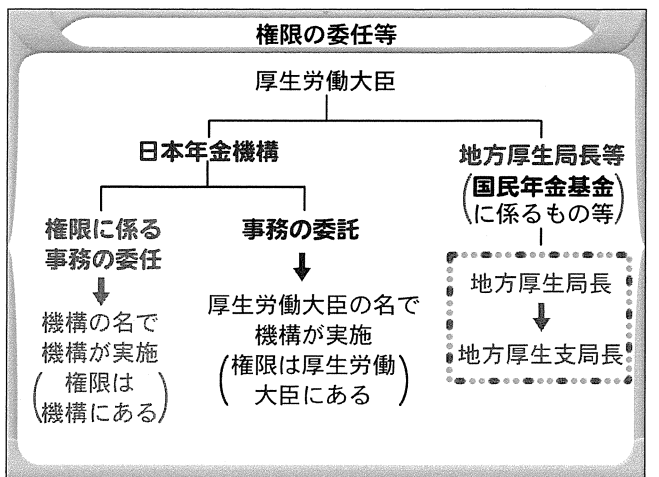 権限の委任等
厚生労働大臣
日本年金機構
権限に係る
事務の委任
機構の名で
機構が実施
(権限は
機構にある)
事務の委託
厚生労働大臣の名で
機構が実施
(権限は厚生労働
大臣にある)
地方厚生局長等
(国民年金基金
に係るもの等)
地方厚生局長
地方厚生支局長